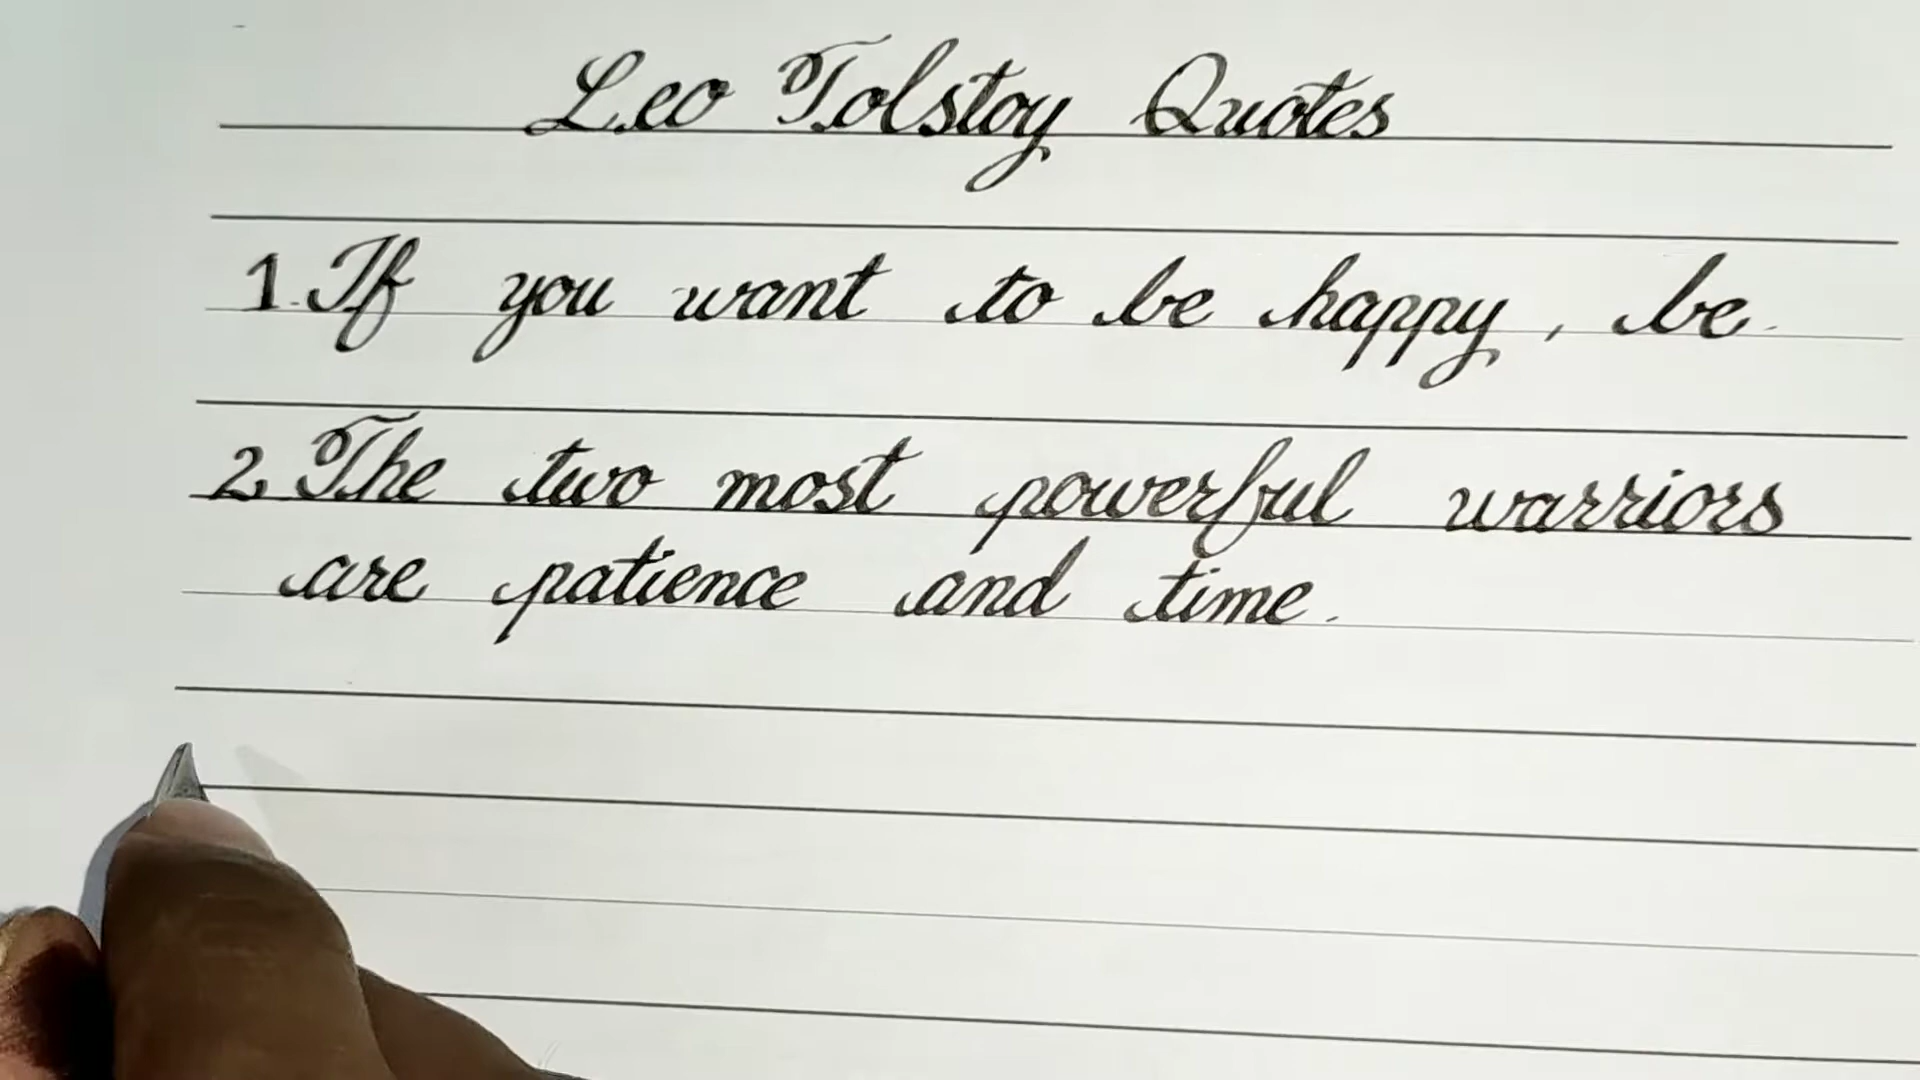 Leo Tolstoy Quotes
1. If you want to be happy, be.
2. The two most powerful warriors
are patience and time.